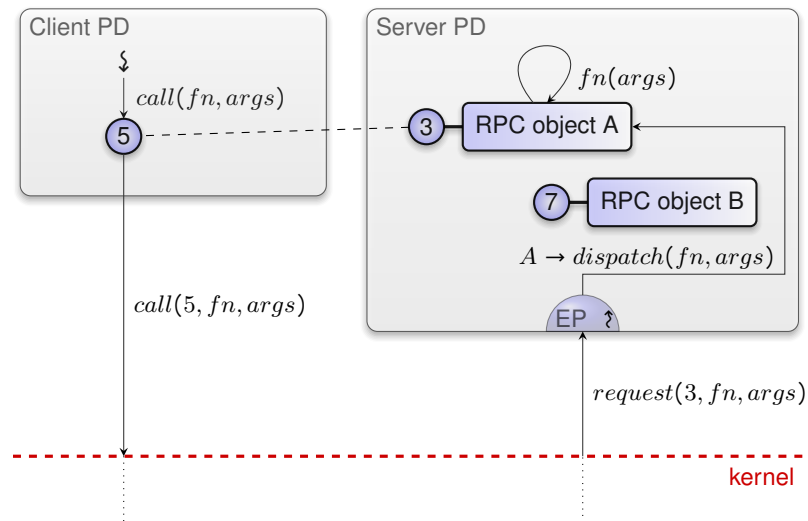 Client PD
call(fn, args)
5
call(5, fn, args)
Server PD
fn(args)
3
RPC object A
7
RPC object B
A → dispatch(fn, args)
EP
request(3, fn, args)
kernel